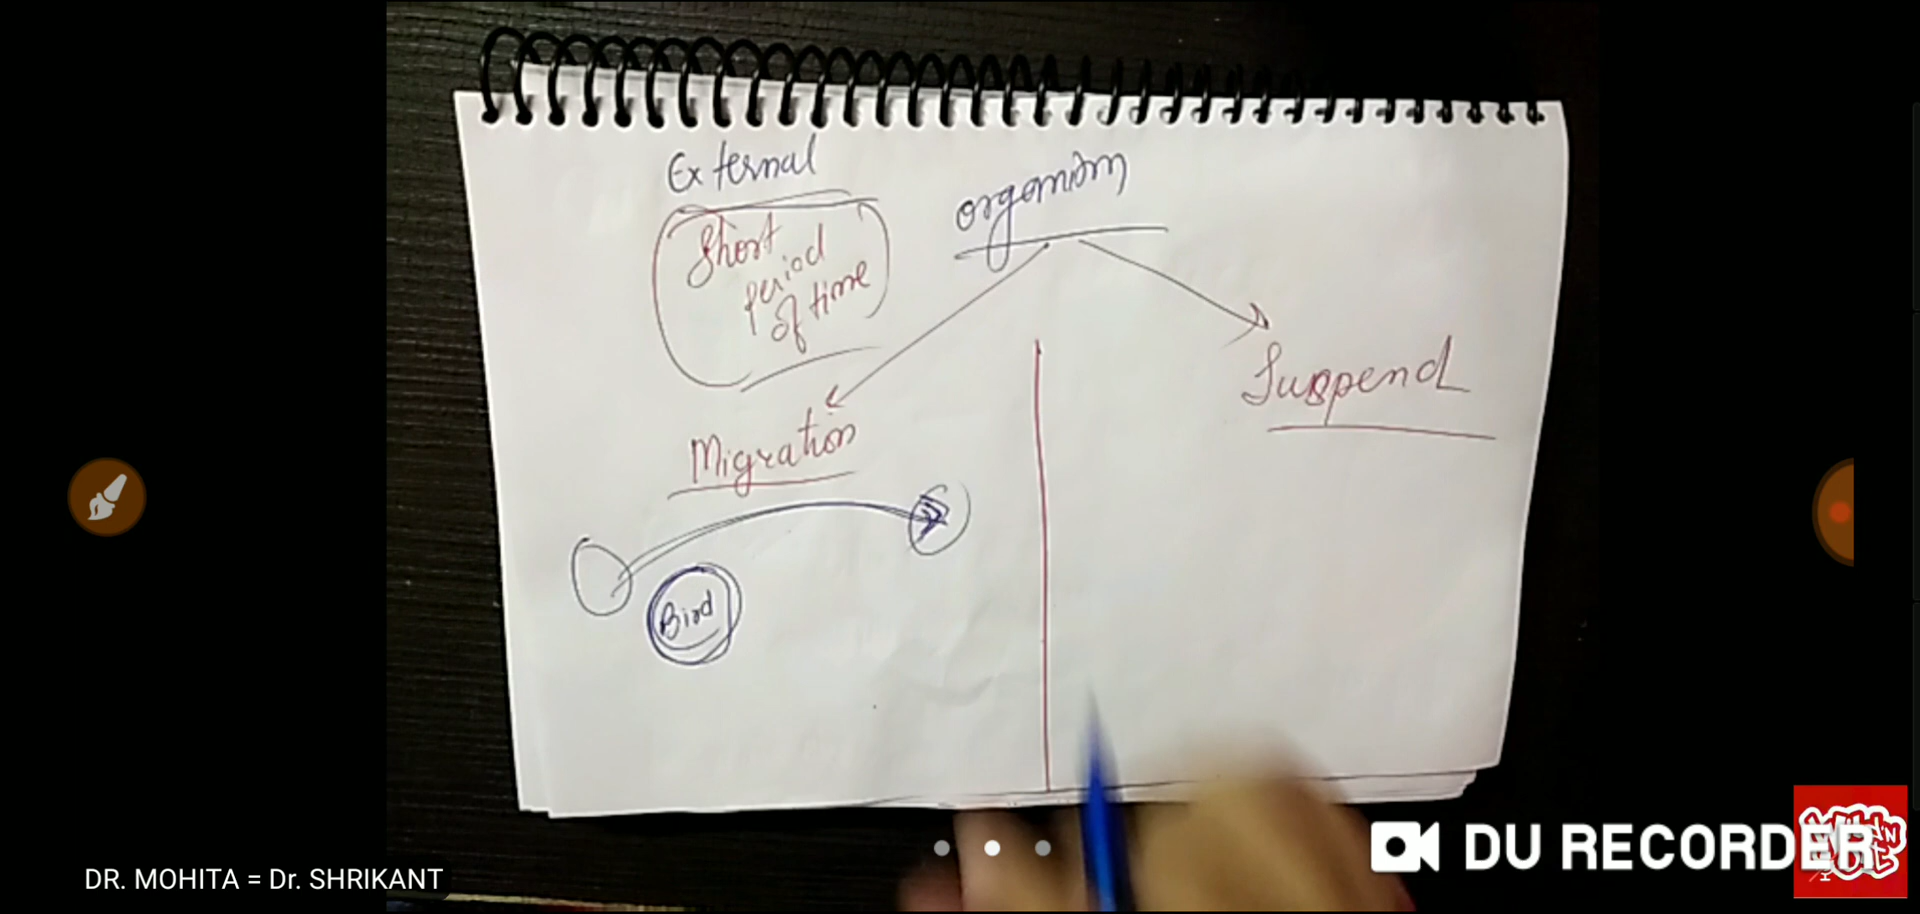 External
organism
Short
period
of time
Suspend
Migration
Bird
DR. MOHITA = Dr. SHRIKANT
DU RECORDER